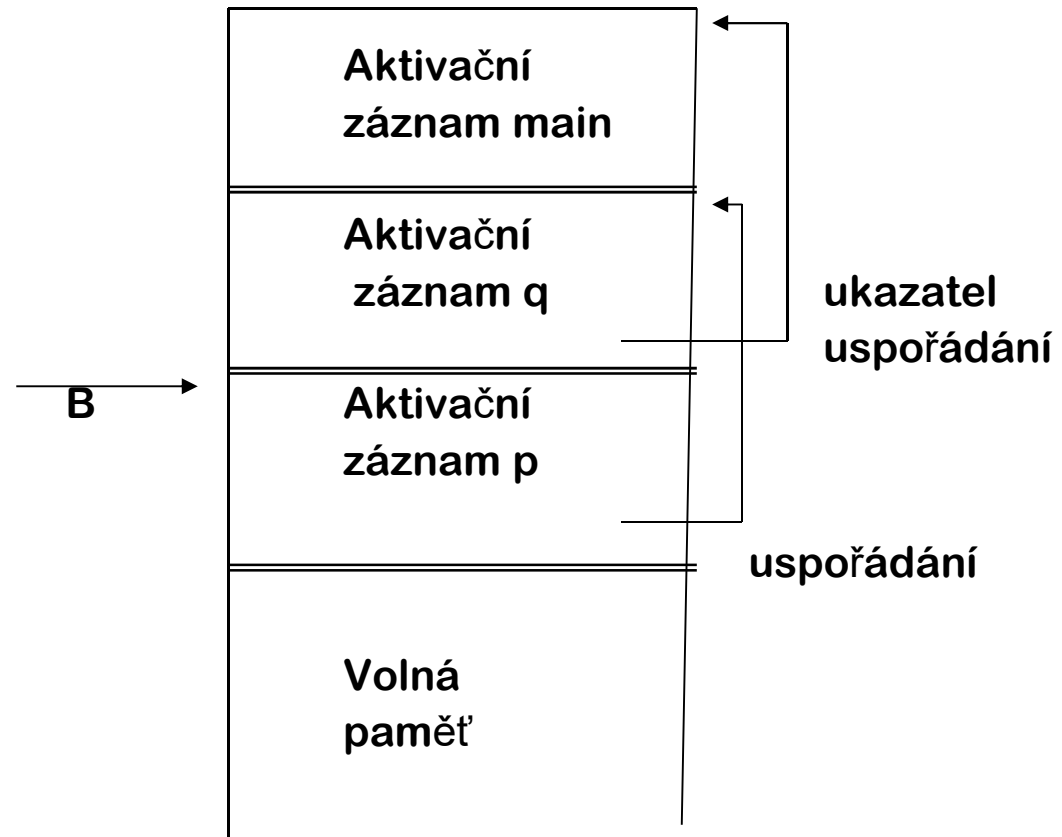 Aktivační
záznam main
Aktivační
záznam q
ukazatel
uspořádání
B
Aktivační
záznam p
uspořádání
Volná
paměť